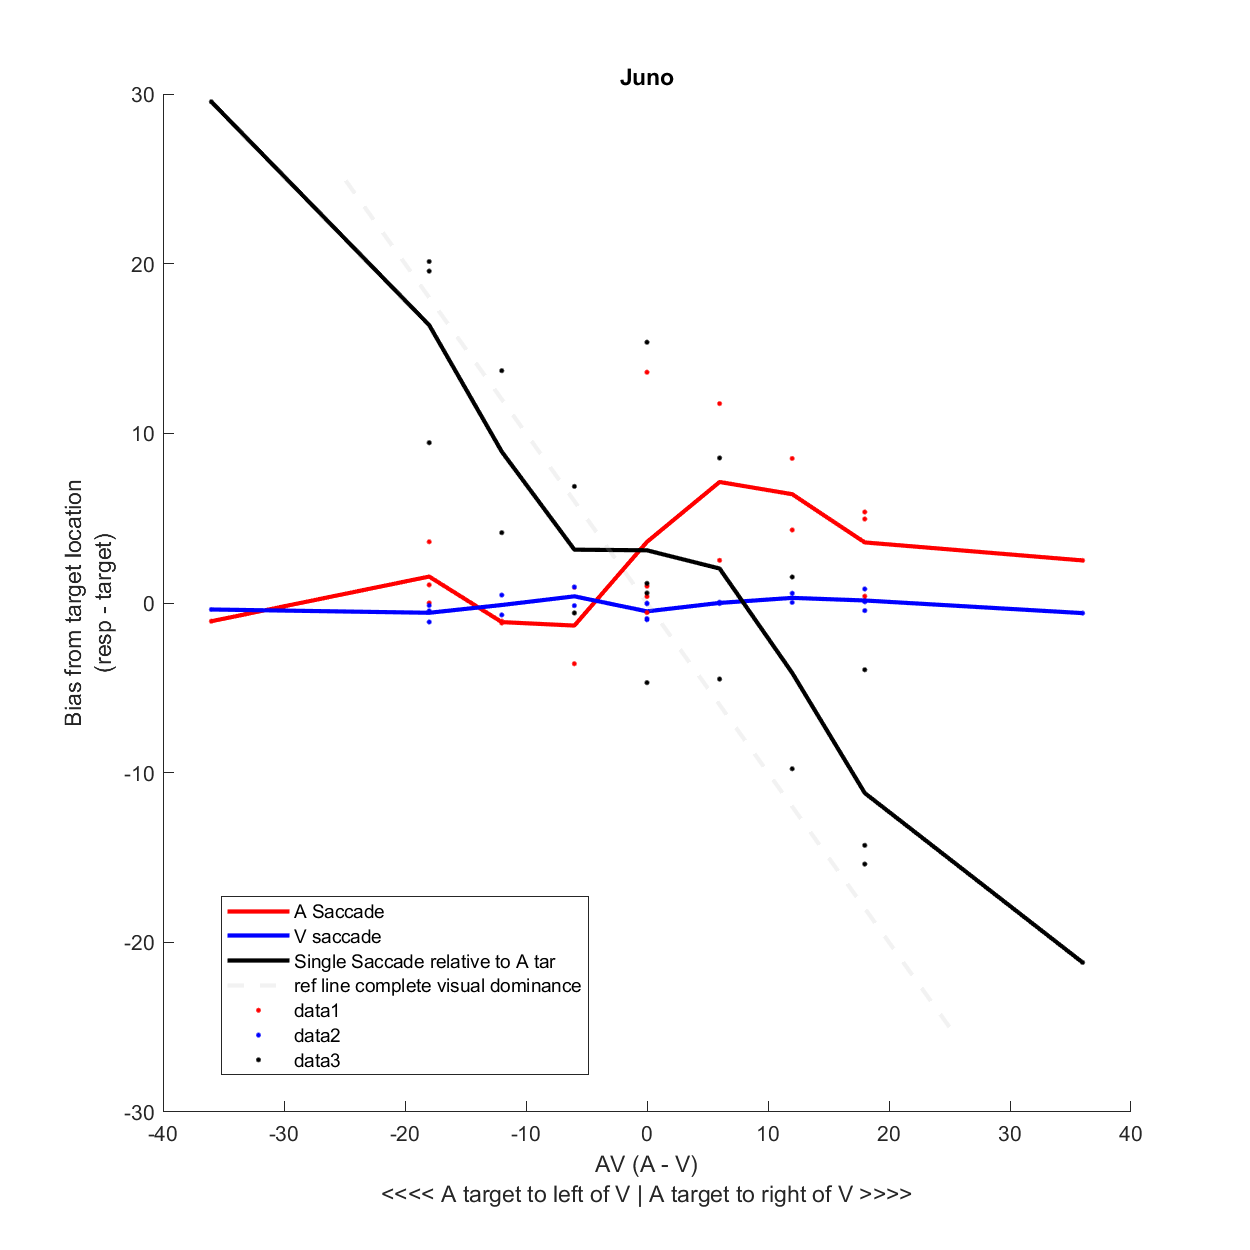 Juno
30
20
10
0
-10
-20
-30
Bias from target location
(resp - target)
A Saccade
V saccade
Single Saccade relative to A tar
ref line complete visual dominance
data1
data2
data3
-40 -30 -20 -10 0 10 20 30 40
AV (A - V)
<<<< A target to left of V | A target to right of V >>>>